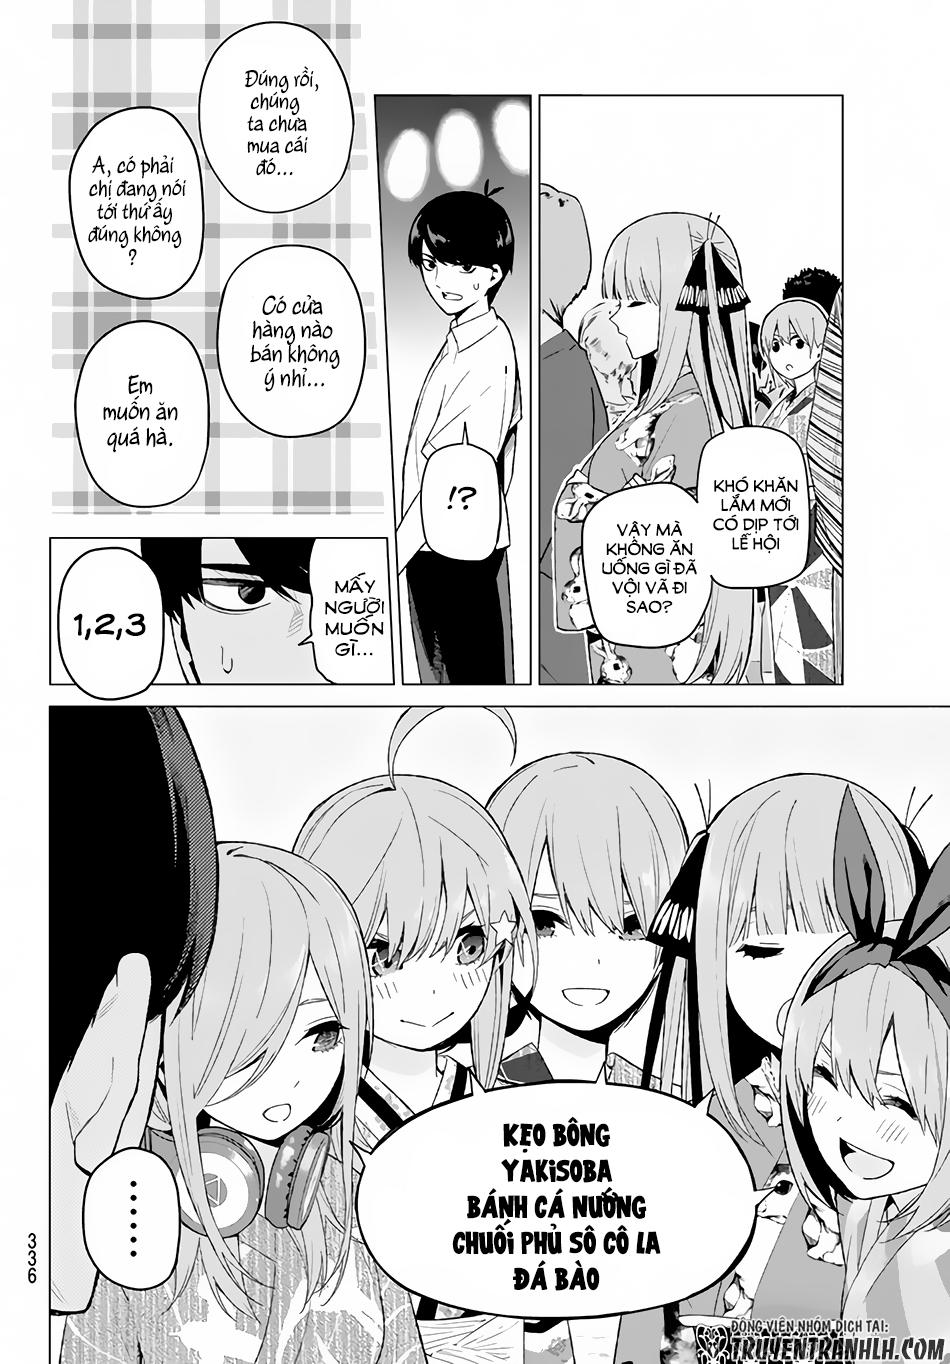 KHÓ KHĂN
LẮM MỚI
CÓ DỊP TỚI
LỄ HỘI
VẬY MÀ
KHÔNG ĂN
UỐNG GÌ ĐÃ
VỘI VÃ ĐI
SAO?
!?
Đúng rồi,
chúng
ta chưa
mua cái
đó...
A, có phải
chị đang nói
tới thứ ấy
đúng không
?
Có cửa
hàng nào
bán không
ý nhỉ...
Em
muốn ăn
quá hà.
MẤY
NGƯỜI
MUỐN
GÌ...
1,2,3
KẸO BÔNG
YAKISOBA
BÁNH CÁ NƯỚNG
CHUỐI PHỦ SÔ CÔ LA
ĐÁ BÀO
......
336
ĐỘNG VIÊN NHÓM DỊCH TẠI:
TRUYENTRANHLH.COM